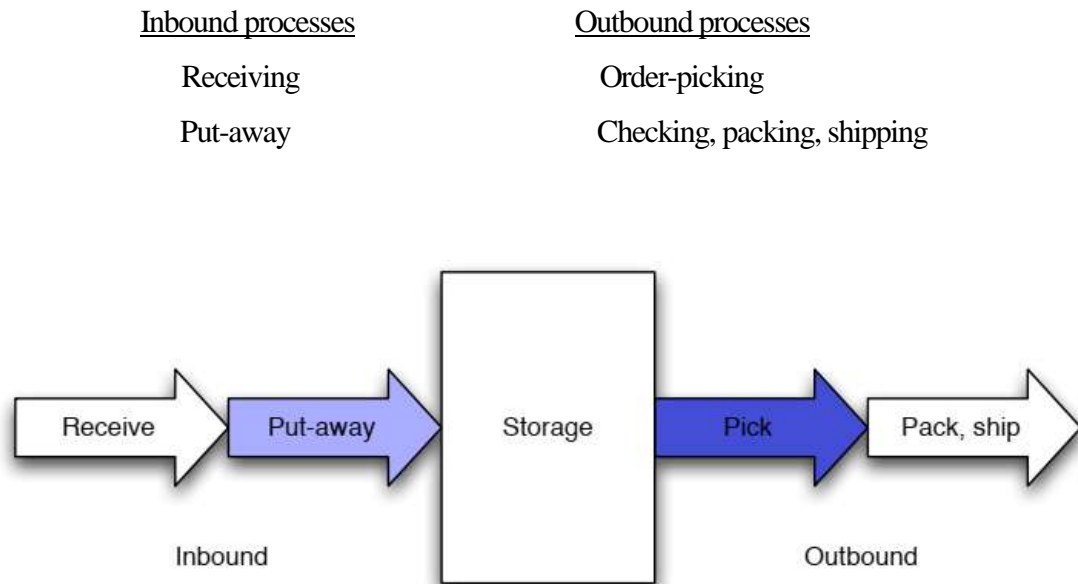 Inbound processes Outbound processes
Receiving Order-picking
Put-away Checking, packing, shipping
Receive Put-away Storage Pick Pack, ship
Inbound Outbound